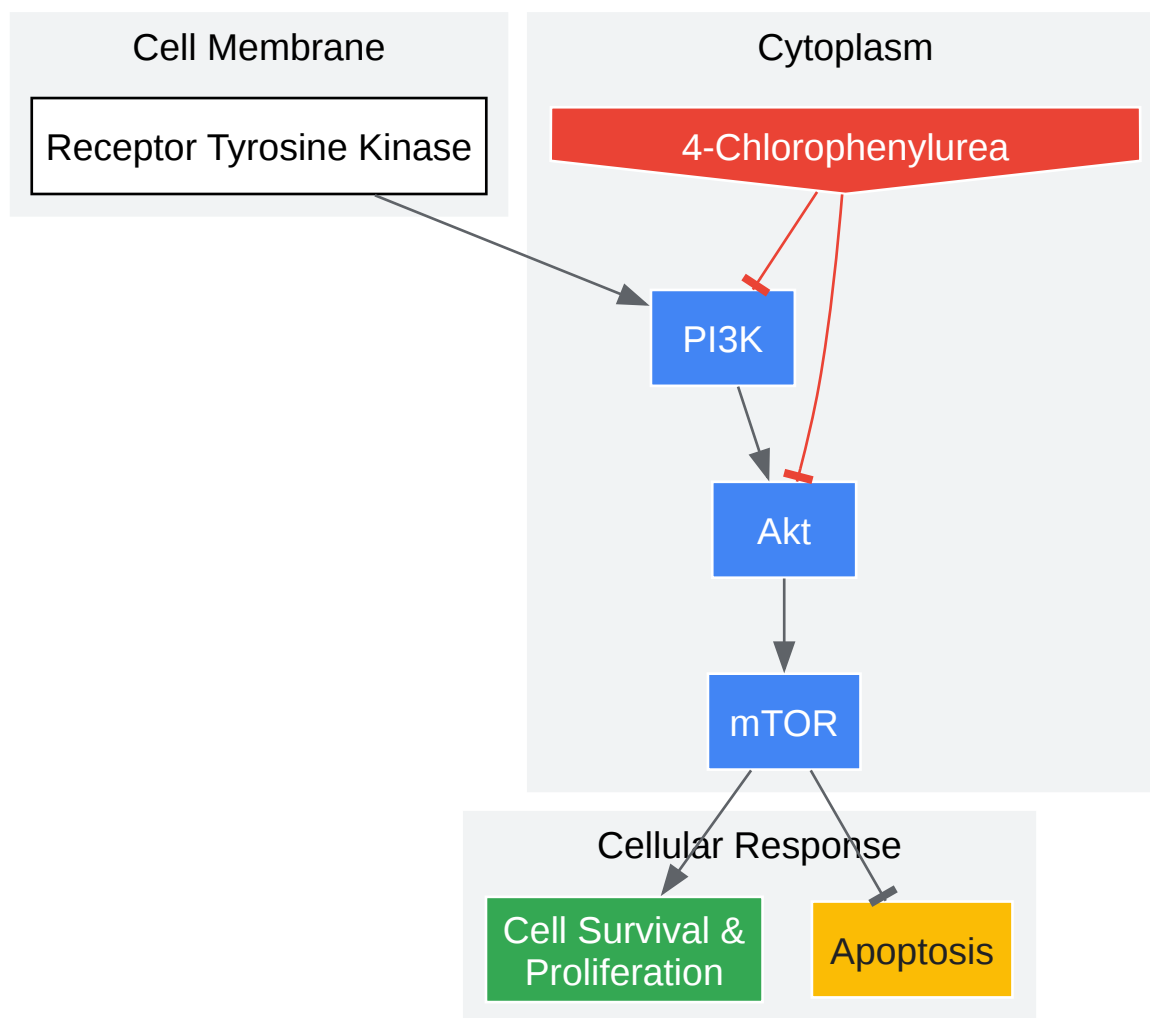 Cell Membrane
Receptor Tyrosine Kinase
Cytoplasm
4-Chlorophenylurea
PI3K
Akt
mTOR
Cellular Response
Cell Survival &
Proliferation
Apoptosis